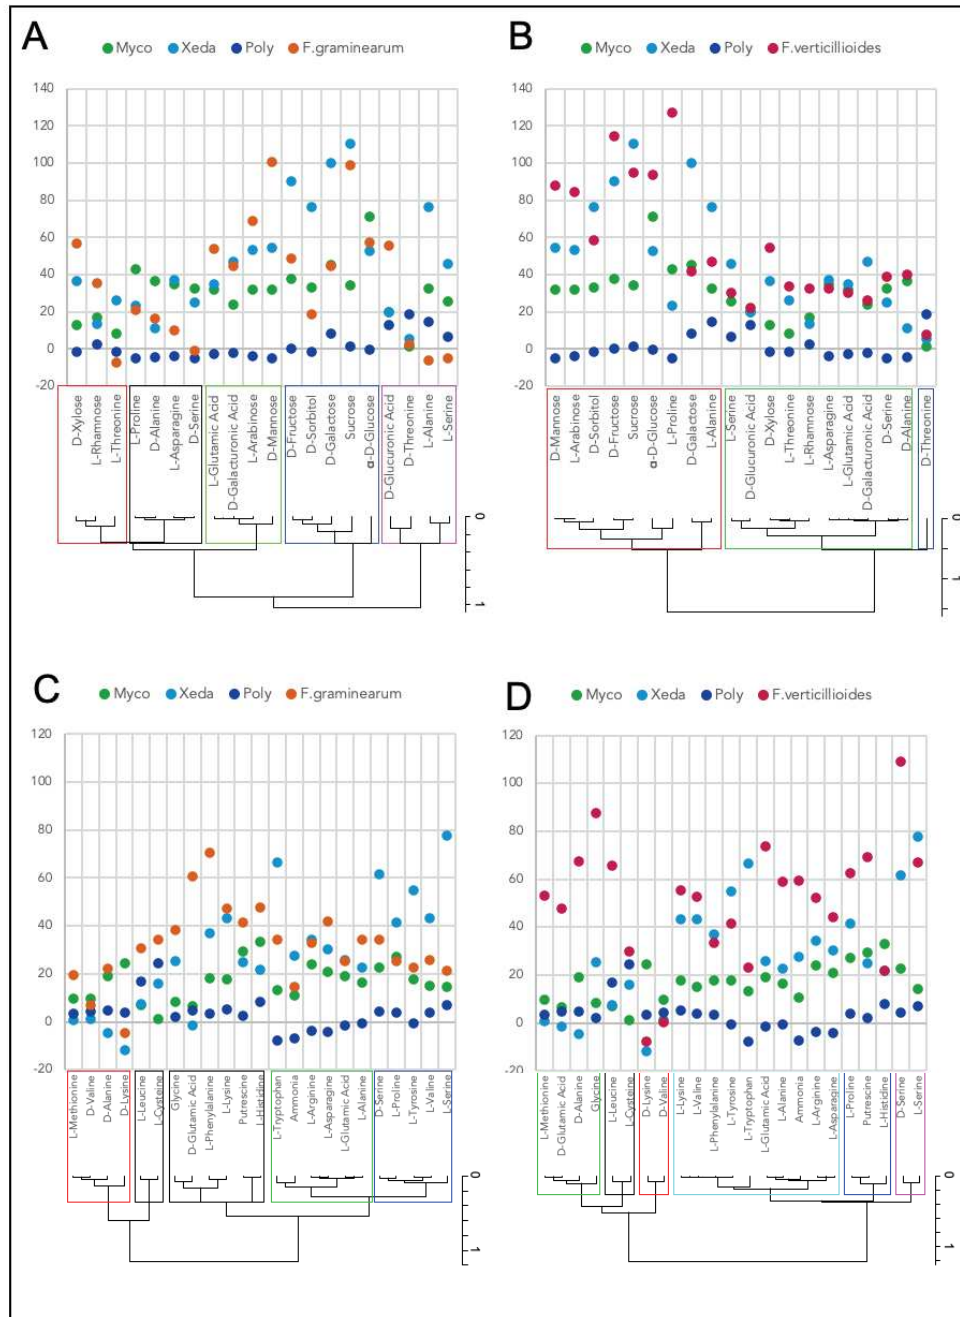 A
Myco Xeda Poly F.graminearum
140
120
100
80
60
40
20
0
-20
D-Xylose
L-Rhamnose
L-Threonine
L-Proline
D-Alanine
L-Asparagine
D-Serine
L-Glutamic Acid
D-Galacturonic Acid
L-Arabinose
D-Mannose
D-Fructose
D-Sorbitol
D-Galactose
Sucrose
α-D-Glucose
D-Glucuronic Acid
D-Threonine
L-Alanine
L-Serine
0
1
B
Myco Xeda Poly F.verticillioides
140
120
100
80
60
40
20
0
-20
D-Mannose
L-Arabinose
D-Sorbitol
D-Fructose
Sucrose
α-D-Glucose
L-Proline
D-Galactose
L-Alanine
L-Serine
D-Glucuronic Acid
D-Xylose
L-Threonine
L-Rhamnose
L-Asparagine
L-Glutamic Acid
D-Galacturonic Acid
D-Serine
D-Alanine
D-Threonine
0
1
C
Myco Xeda Poly F.graminearum
120
100
80
60
40
20
0
-20
L-Methionine
D-Valine
D-Alanine
D-Lysine
L-Leucine
L-Cysteine
Glycine
D-Glutamic Acid
L-Phenylalanine
L-Lysine
Putrescine
L-Histidine
L-Tryptophan
Ammonia
L-Arginine
L-Asparagine
L-Glutamic Acid
L-Alanine
D-Serine
L-Proline
L-Tyrosine
L-Valine
L-Serine
0
1
D
Myco Xeda Poly F.verticillioides
120
100
80
60
40
20
0
-20
L-Methionine
D-Glutamic Acid
D-Alanine
Glycine
L-Leucine
L-Cysteine
D-Lysine
D-Valine
L-Lysine
L-Valine
L-Phenylalanine
L-Tyrosine
L-Tryptophan
L-Glutamic Acid
L-Alanine
Ammonia
L-Arginine
L-Asparagine
L-Proline
Putrescine
L-Histidine
D-Serine
L-Serine
0
1